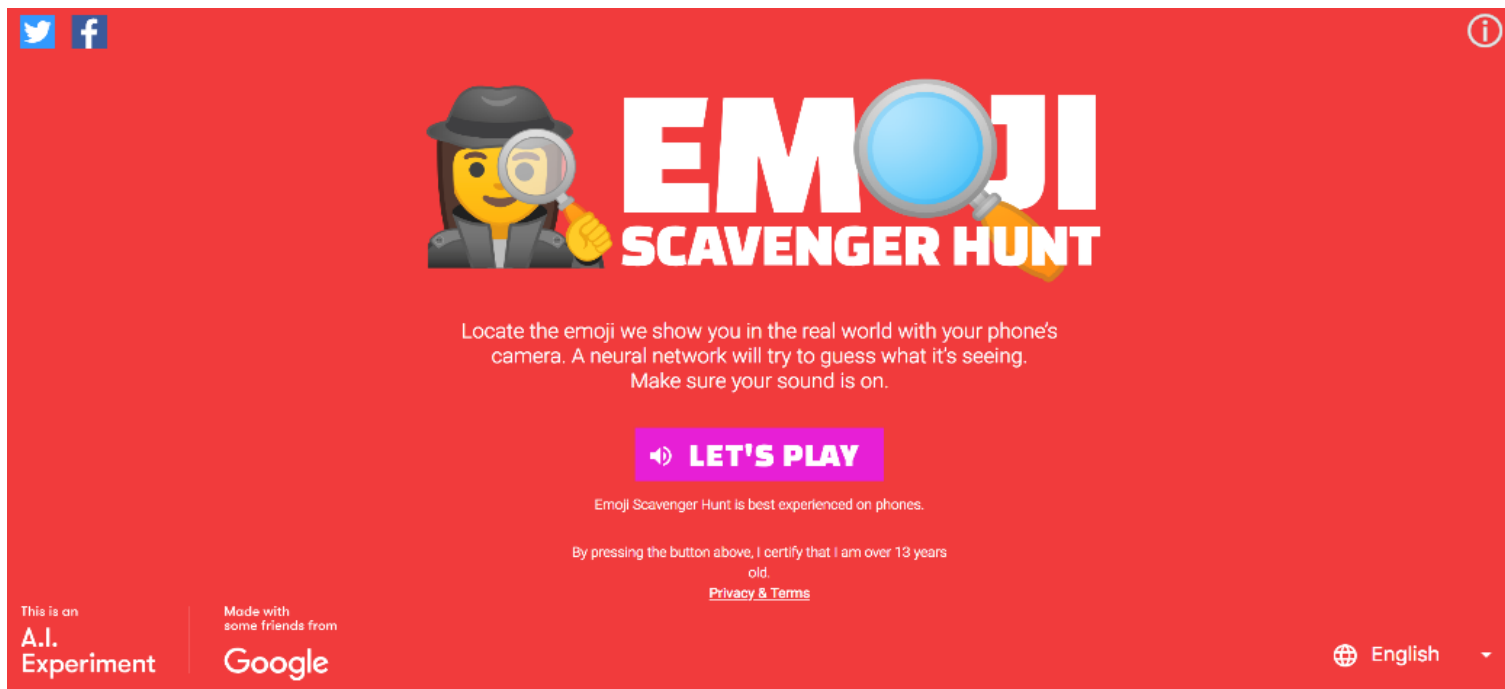 EMOJI
SCAVENGER HUNT
Locate the emoji we show you in the real world with your phone's
camera. A neural network will try to guess what it's seeing.
Make sure your sound is on.
LET'S PLAY
Emoji Scavenger Hunt is best experienced on phones.
By pressing the button above, I certify that I am over 13 years
old.
Privacy & Terms
This is an
A.I.
Experiment
Made with
some friends from
Google
English